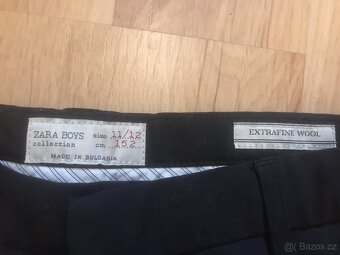 ZARA BOYS size 11/12
collection cm 152
MADE IN BULGARIA
EXTRAFINE WOOL
Bazos.cz